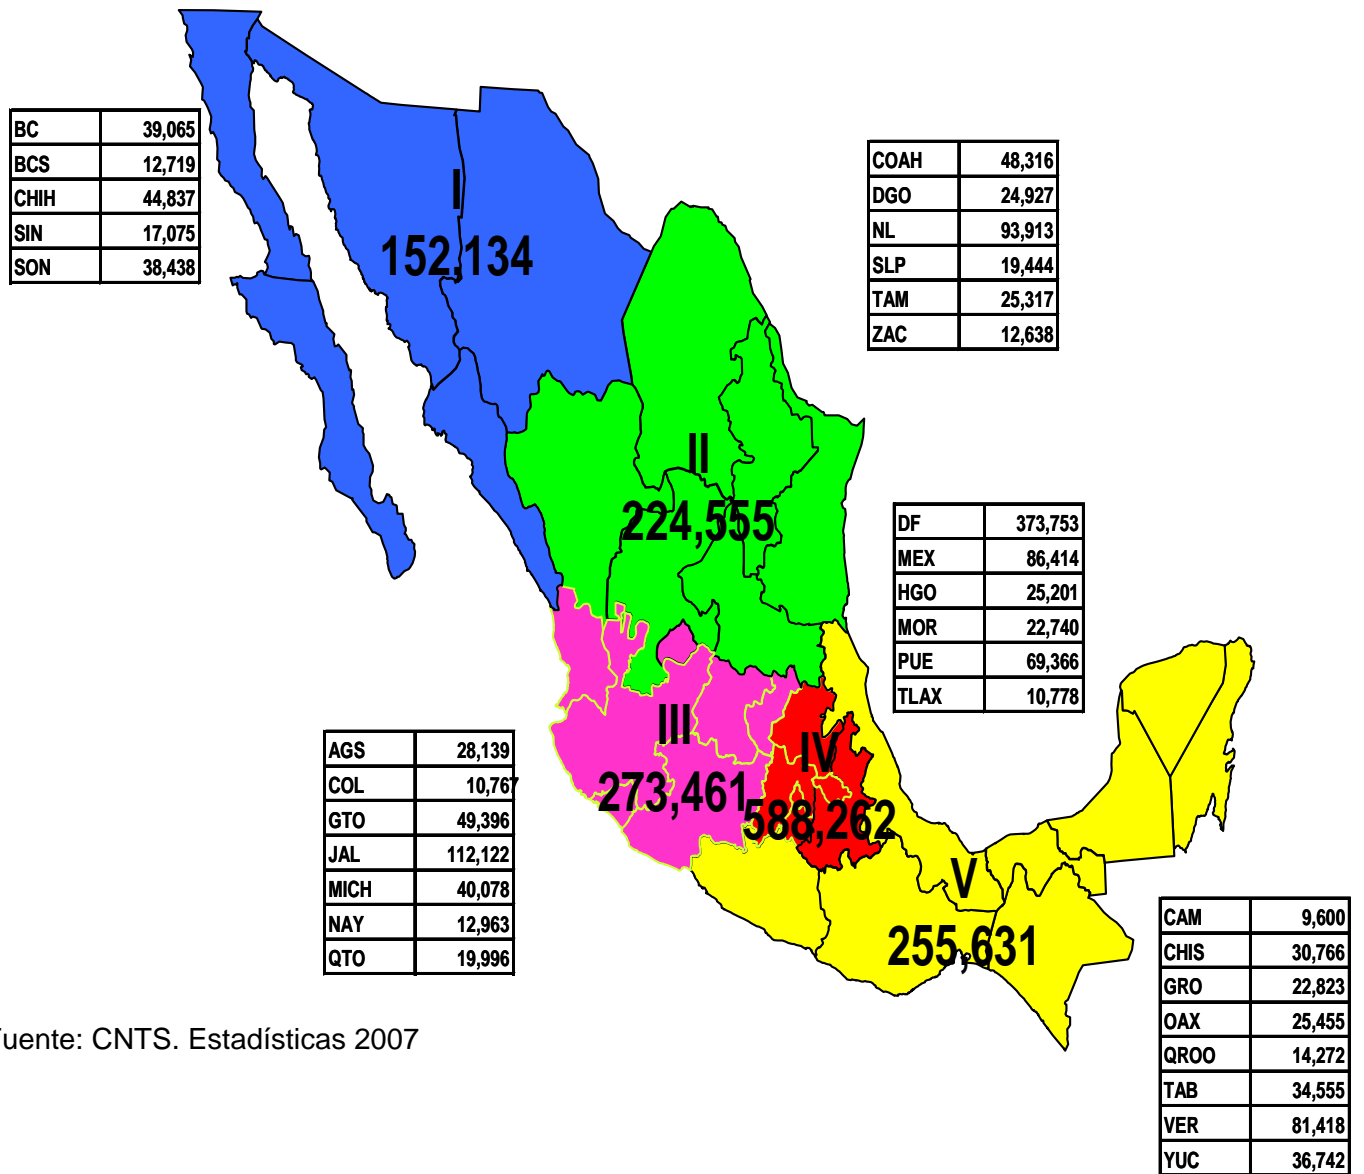 BC 39,065
BCS 12,719
CHIH 44,837
SIN 17,075
SON 38,438
I
152,134
COAH 48,316
DGO 24,927
NL 93,913
SLP 19,444
TAM 25,317
ZAC 12,638
II
224,555
DF 373,753
MEX 86,414
HGO 25,201
MOR 22,740
PUE 69,366
TLAX 10,778
III
273,461
IV
588,262
AGS 28,139
COL 10,767
GTO 49,396
JAL 112,122
MICH 40,078
NAY 12,963
QTO 19,996
V
255,631
CAM 9,600
CHIS 30,766
GRO 22,823
OAX 25,455
QROO 14,272
TAB 34,555
VER 81,418
YUC 36,742
uente: CNTS. Estadísticas 2007